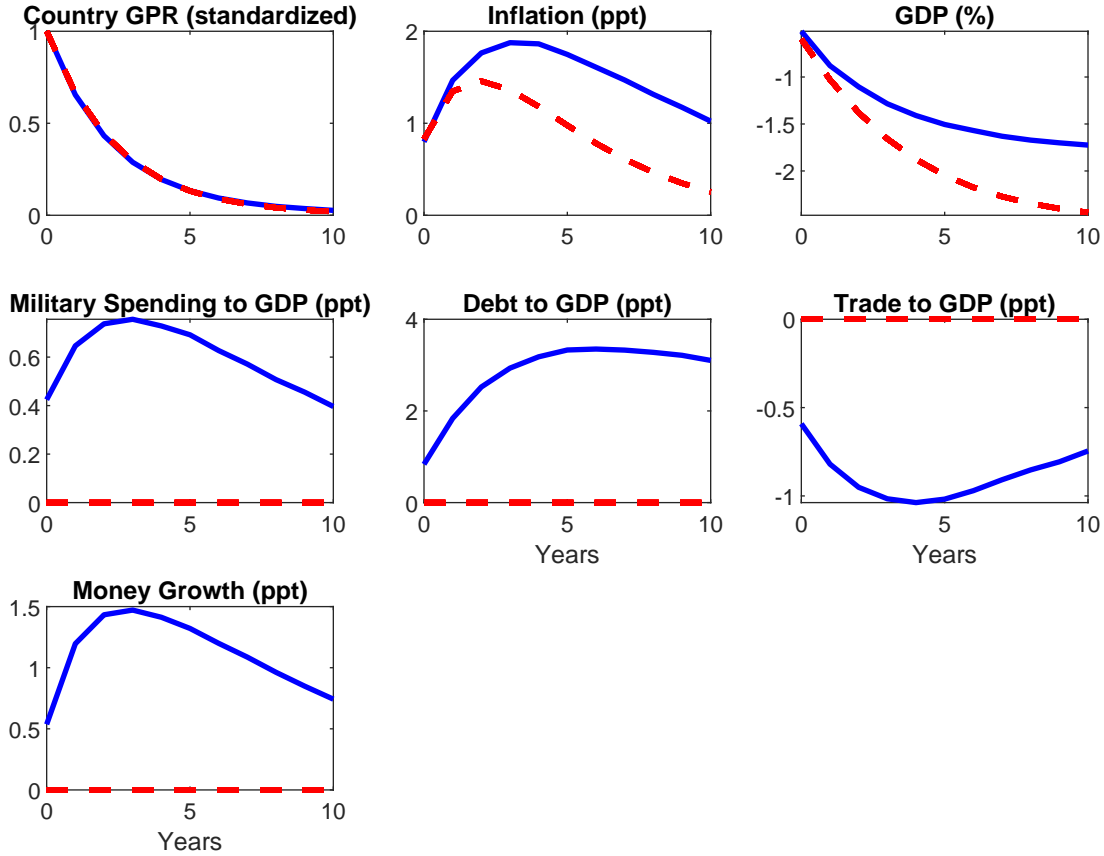 Country GPR (standardized)
1
0.5
0
0 5 10
Inflation (ppt)
2
1
0
0 5 10
GDP (%)
-1
-1.5
-2
0 5 10
Military Spending to GDP (ppt)
0.6
0.4
0.2
0
0 5 10
Debt to GDP (ppt)
4
2
0
0 5 10
Years
Trade to GDP (ppt)
0
-0.5
-1
0 5 10
Years
Money Growth (ppt)
1.5
1
0.5
0
0 5 10
Years